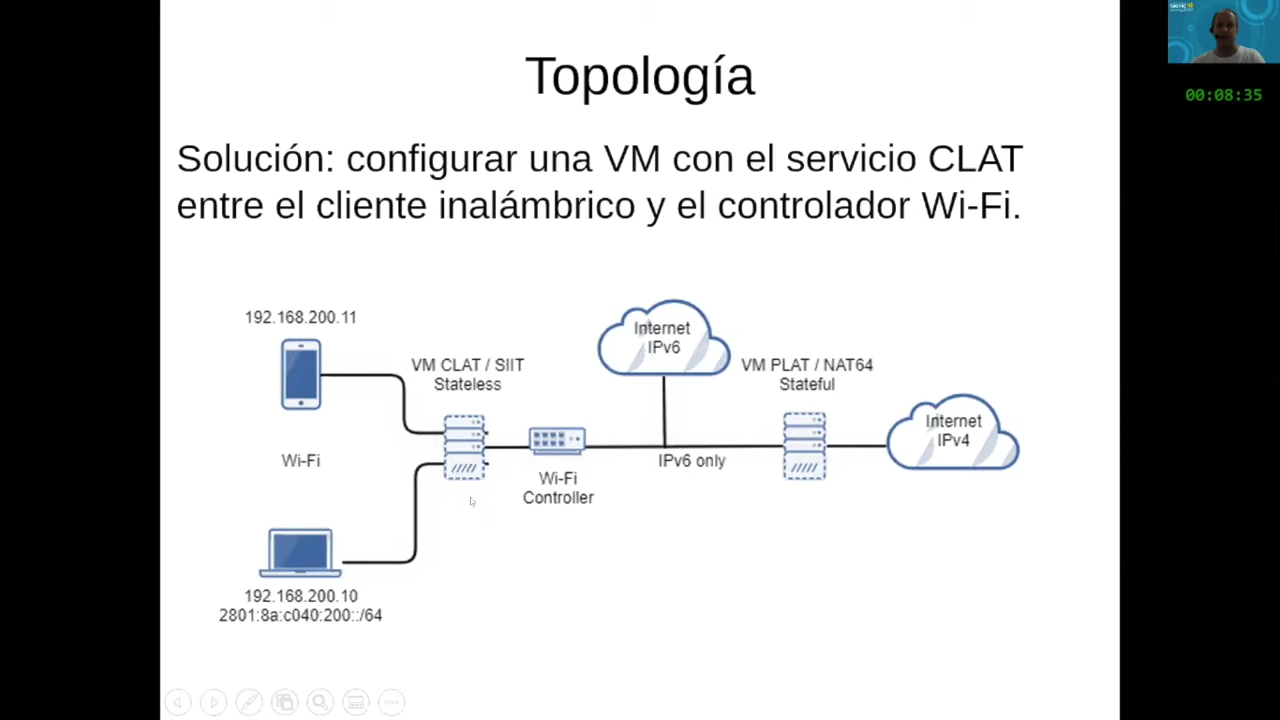 00:08:35
Topología
Solución: configurar una VM con el servicio CLAT
entre el cliente inalámbrico y el controlador Wi-Fi.
192.168.200.11
Internet
IPv6
VM CLAT / SIIT
Stateless
VM PLAT / NAT64
Stateful
Internet
IPv4
Wi-Fi
IPv6 only
Wi-Fi
Controller
192.168.200.10
2801:8a:c040:200::/64